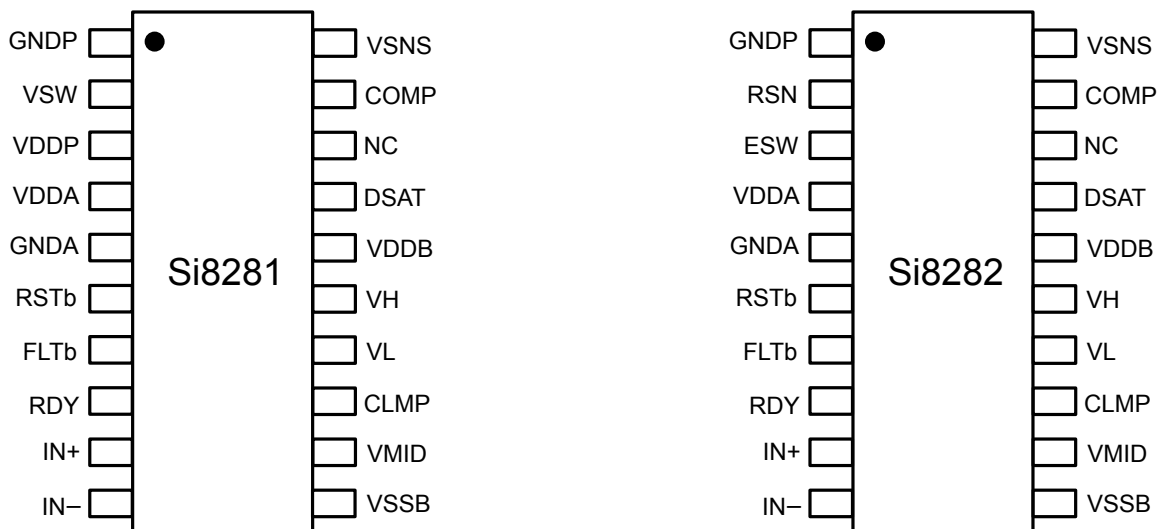 GNDP
VSW
VDDP
VDDA
GNDA
RSTb
FLTb
RDY
IN+
IN–
Si8281
VSNS
COMP
NC
DSAT
VDDB
VH
VL
CLMP
VMID
VSSB
GNDP
RSN
ESW
VDDA
GNDA
RSTb
FLTb
RDY
IN+
IN–
Si8282
VSNS
COMP
NC
DSAT
VDDB
VH
VL
CLMP
VMID
VSSB